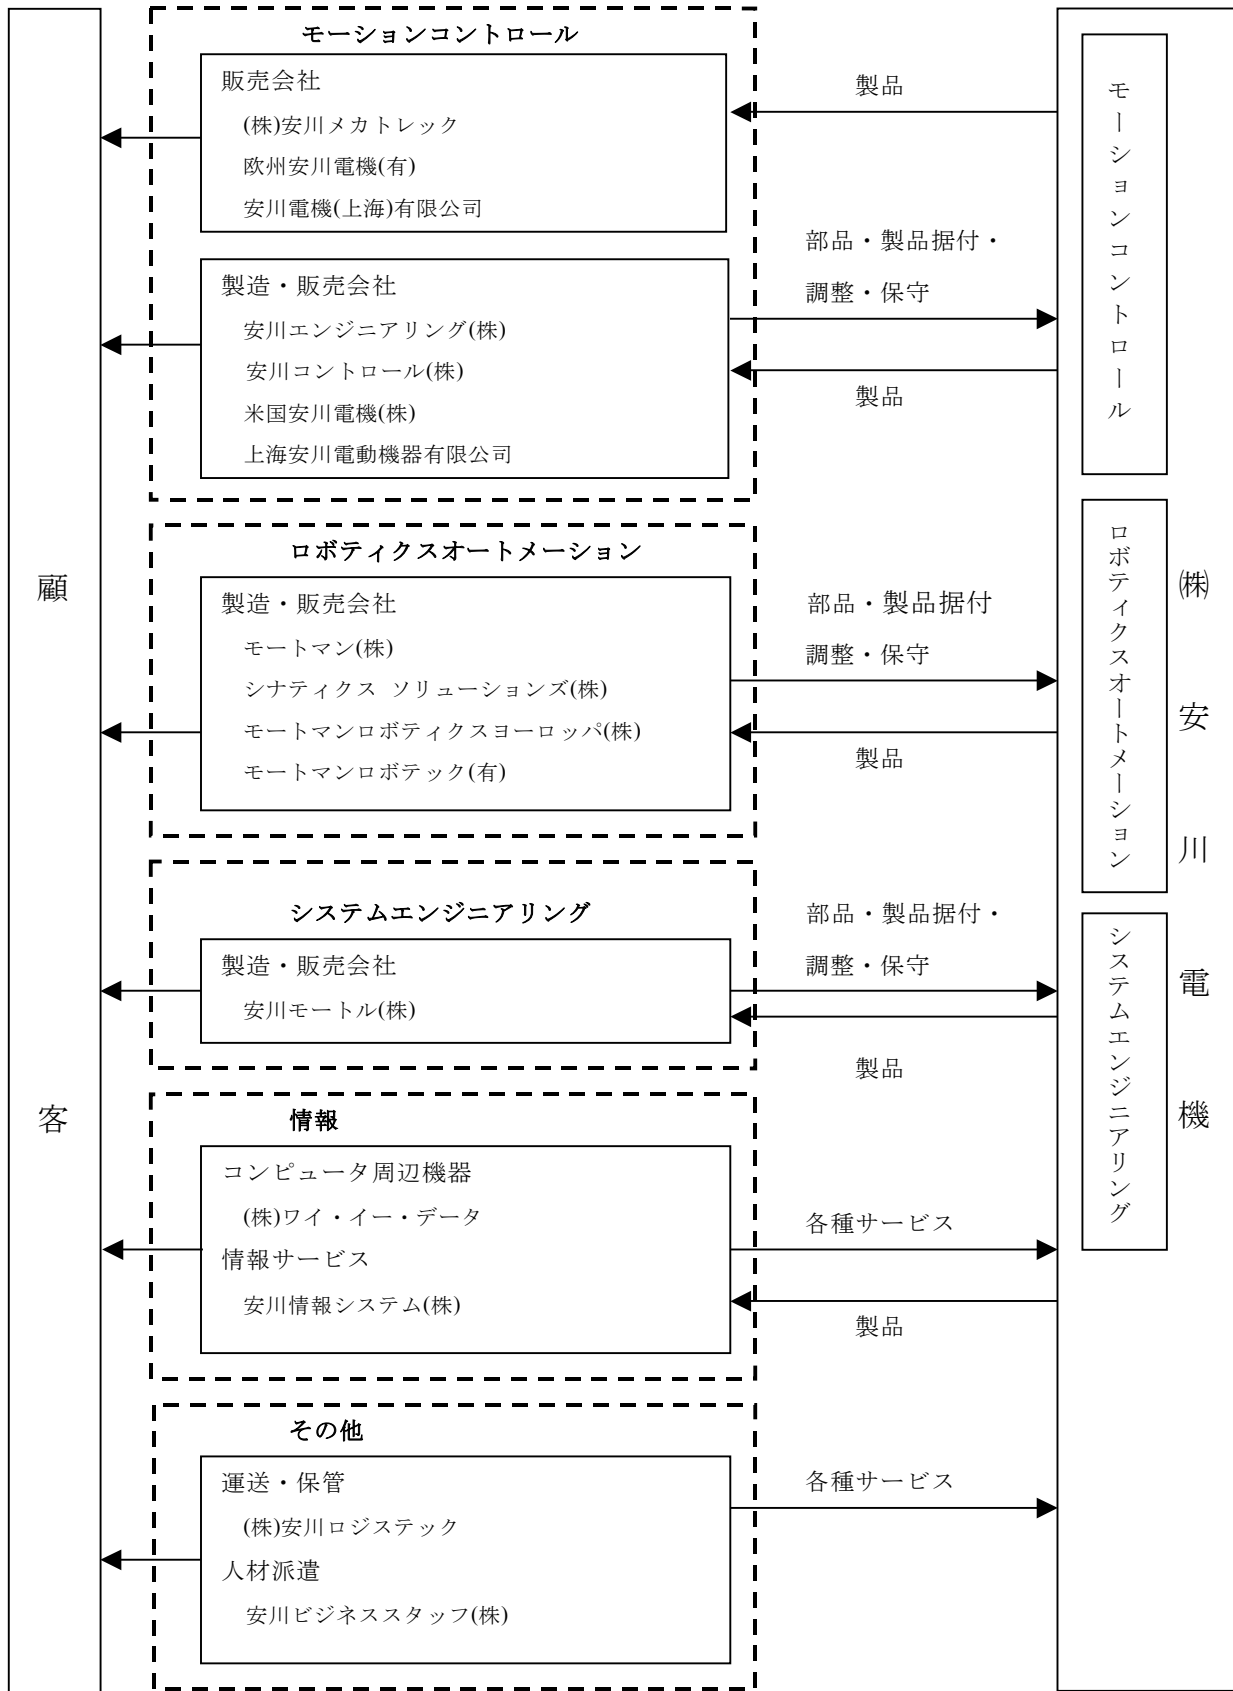 モーションコントロール
販売会社
(株)安川メカトレック
欧州安川電機(有)
安川電機(上海)有限公司
製品
製造・販売会社
安川エンジニアリング(株)
安川コントロール(株)
米国安川電機(株)
上海安川電動機器有限公司
部品・製品据付・
調整・保守
製品
モーションコントロール
ロボティクスオートメーション
製造・販売会社
モートマン(株)
シナティクス ソリューションズ(株)
モートマンロボティクスヨーロッパ(株)
モートマンロボテック(有)
部品・製品据付
調整・保守
製品
ロボティクスオートメーション
システムエンジニアリング
製造・販売会社
安川モートル(株)
部品・製品据付・
調整・保守
製品
システムエンジニアリング
情報
コンピュータ周辺機器
(株)ワイ・イー・データ
情報サービス
安川情報システム(株)
各種サービス
製品
その他
運送・保管
(株)安川ロジステック
人材派遣
安川ビジネススタッフ(株)
各種サービス
顧客
㈱安川電機